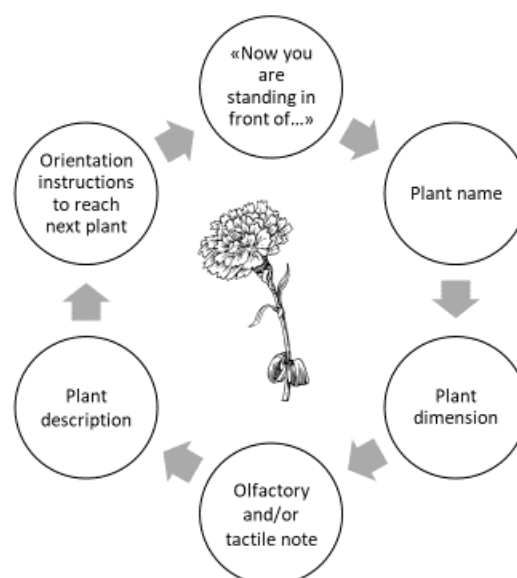 «Now you
are
standing in
front of...»
Plant name
Plant
dimension
Olfactory
and/or
tactile note
Plant
description
Orientation
instructions
to reach
next plant